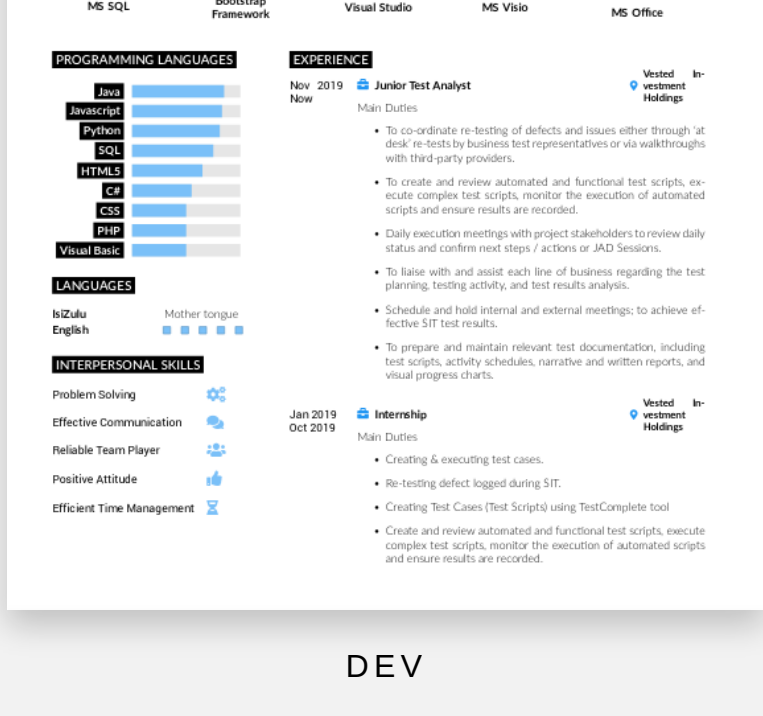 MS SQL
Bootstrap
Framework
Visual Studio
MS Visio
MS Office
PROGRAMMING LANGUAGES
Java
Javascript
Python
SQL
HTML5
C#
CSS
PHP
Visual Basic
LANGUAGES
IsiZulu Mother tongue
English
INTERPERSONAL SKILLS
Problem Solving
Effective Communication
Reliable Team Player
Positive Attitude
Efficient Time Management
EXPERIENCE
Nov 2019
Now
Junior Test Analyst
Vested In-
vestment
Holdings
Main Duties
• To co-ordinate re-testing of defects and issues either through 'at
desk' re-tests by business test representatives or via walkthroughs
with third-party providers.
• To create and review automated and functional test scripts, ex-
ecute complex test scripts, monitor the execution of automated
scripts and ensure results are recorded.
• Daily execution meetings with project stakeholders to review daily
status and confirm next steps / actions or JAD Sessions.
• To liaise with and assist each line of business regarding the test
planning, testing activity, and test results analysis.
• Schedule and hold internal and external meetings; to achieve ef-
fective SIT test results.
• To prepare and maintain relevant test documentation, including
test scripts, activity schedules, narrative and written reports, and
visual progress charts.
Jan 2019
Oct 2019
Internship
Vested In-
vestment
Holdings
Main Duties
• Creating & executing test cases.
• Re-testing defect logged during SIT.
• Creating Test Cases (Test Scripts) using TestComplete tool
• Create and review automated and functional test scripts, execute
complex test scripts, monitor the execution of automated scripts
and ensure results are recorded.
DEV